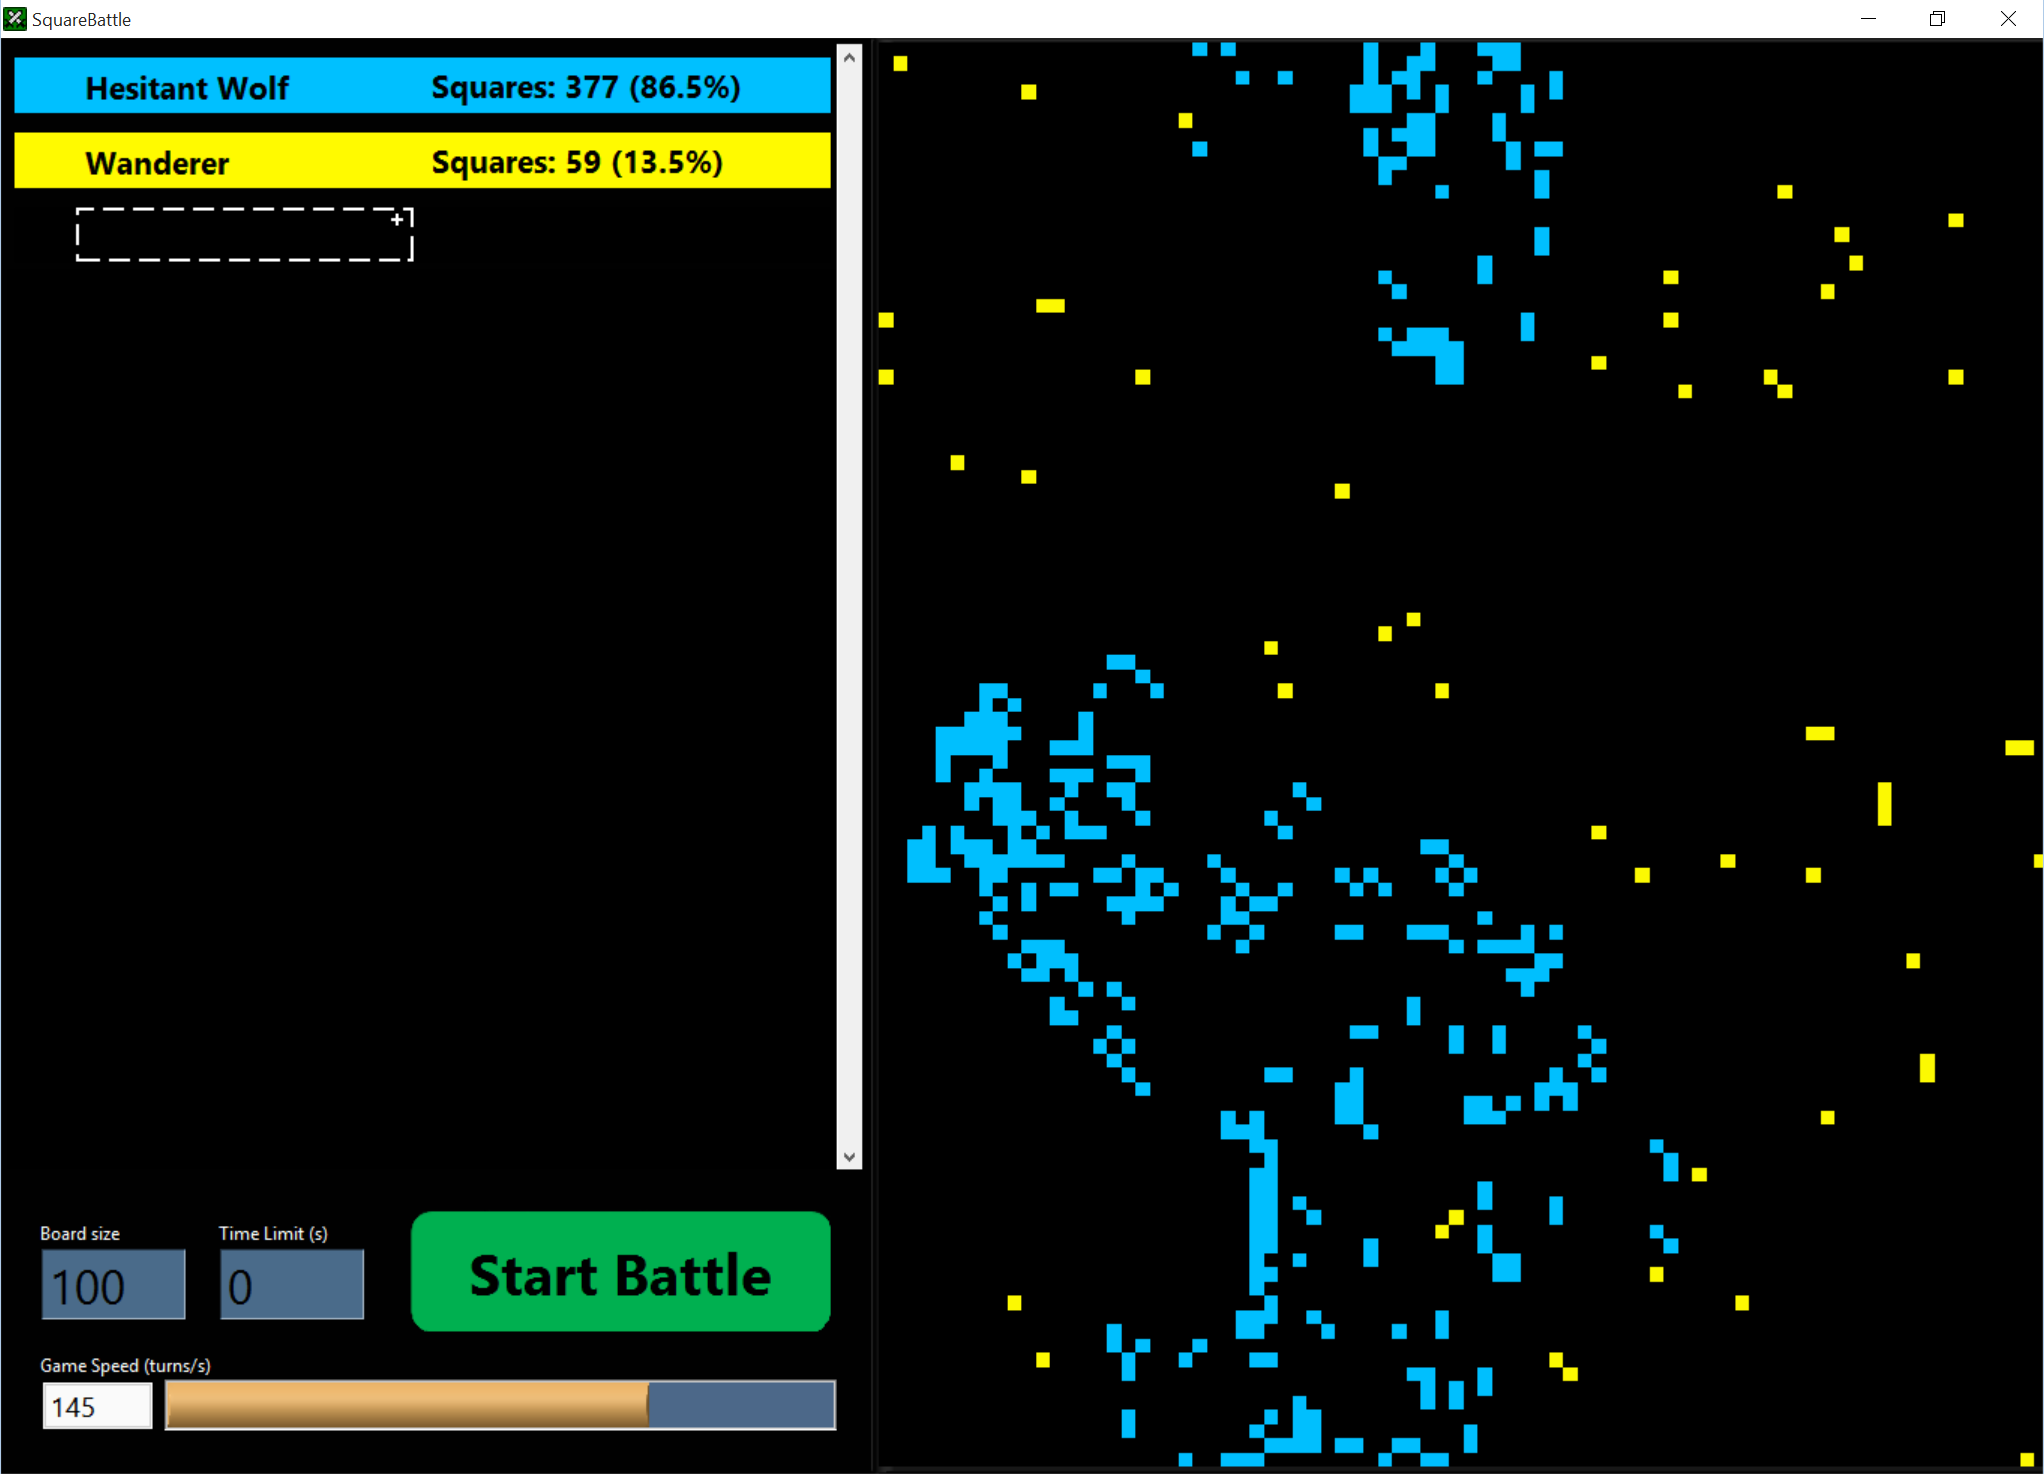 SquareBattle
Hesitant Wolf Squares: 377 (86.5%)
Wanderer Squares: 59 (13.5%)
+
Board size Time Limit (s)
100 0 Start Battle
Game Speed (turns/s)
145